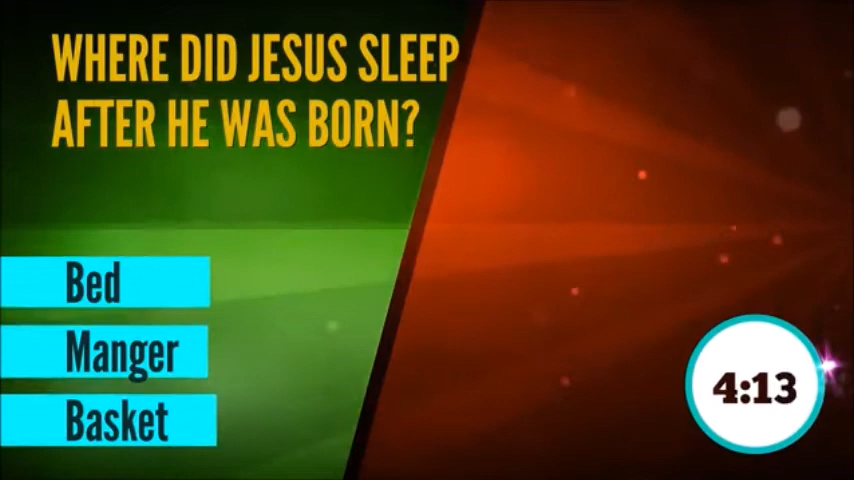 WHERE DID JESUS SLEEP
AFTER HE WAS BORN?
Bed
Manger
Basket
4:13